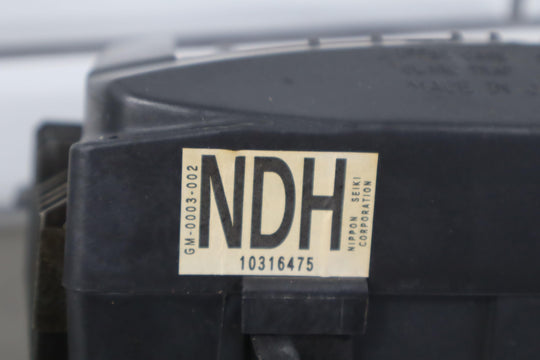 GM-0003-002
NDH
NIPPON SEIKI
CORPORATION
10316475
MADE IN